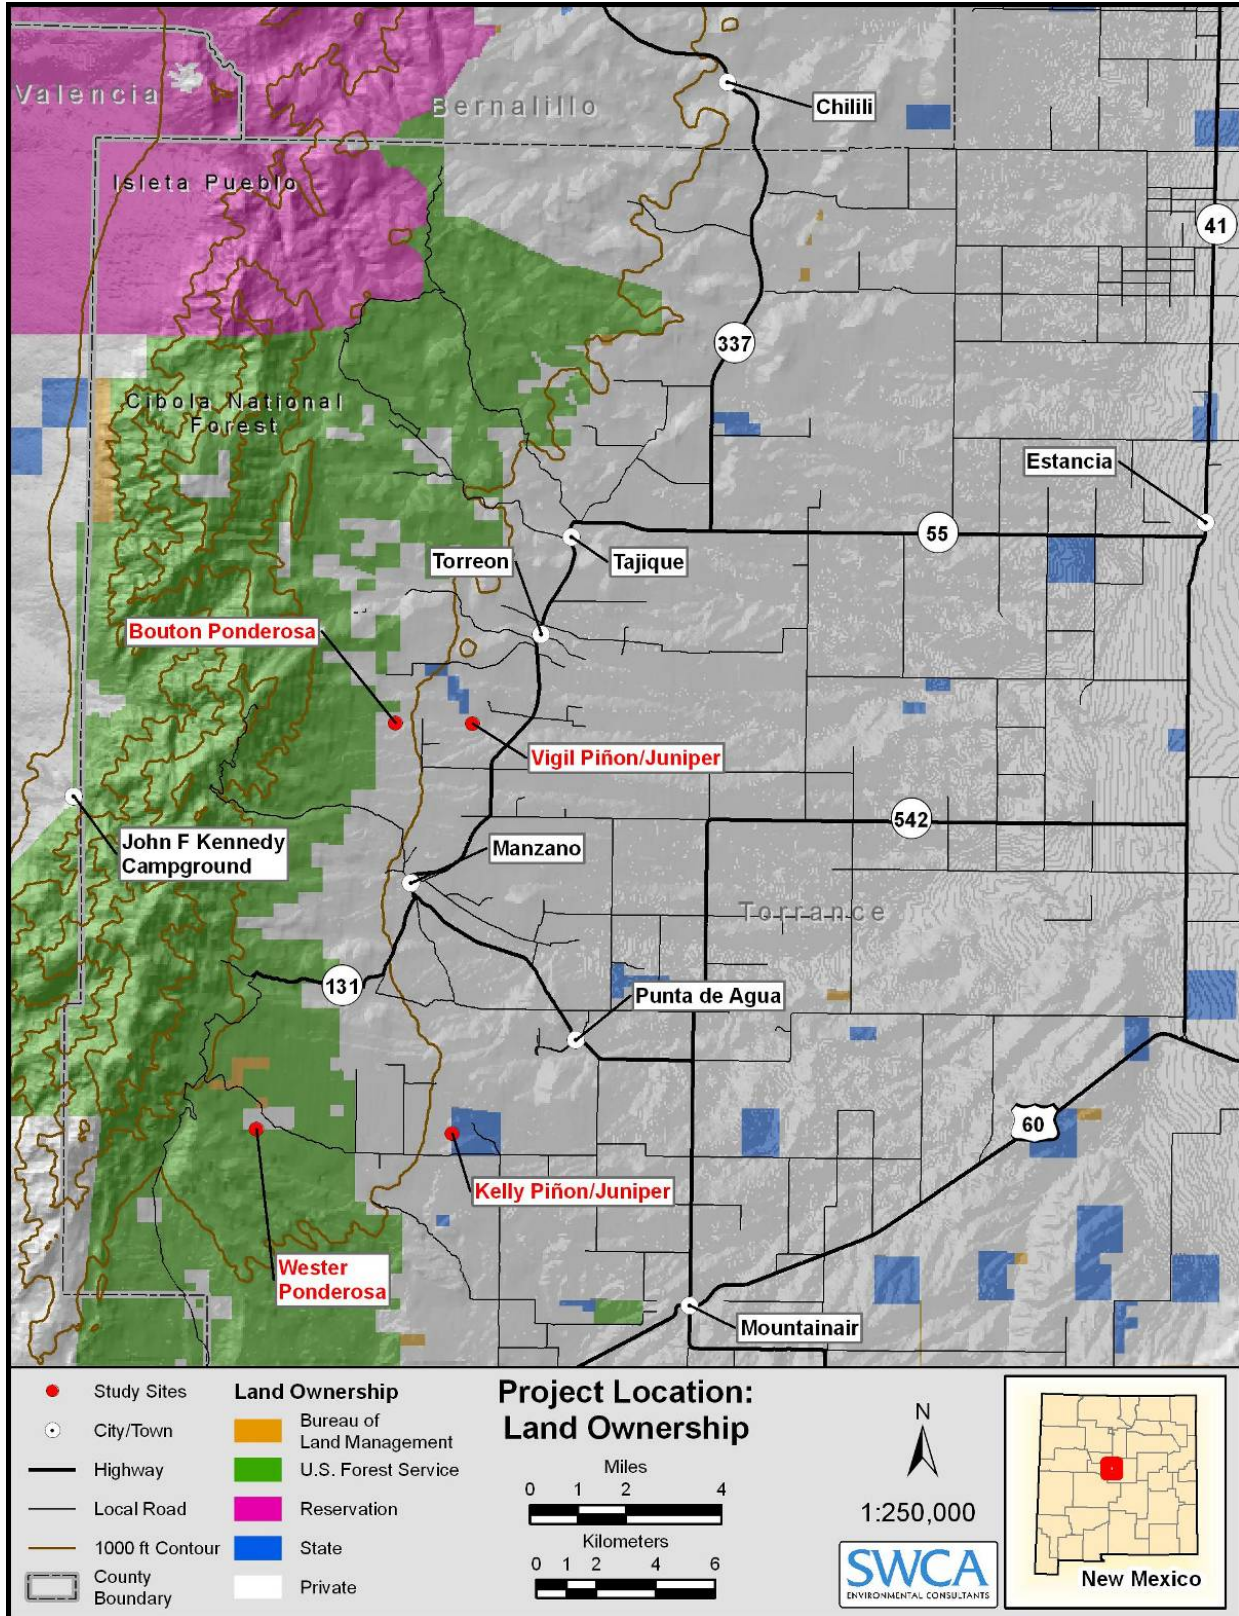 Valencia
Bernalillo
Chilili
Isleta Pueblo
41
337
Cibola National
Forest
Estancia
55
Torreon
Tajique
Bouton Ponderosa
Vigil Piñon/Juniper
542
John F Kennedy
Campground
Manzano
Torrance
131
Punta de Agua
60
Kelly Piñon/Juniper
Wester
Ponderosa
Mountainair
Study Sites
City/Town
Highway
Local Road
1000 ft Contour
County
Boundary
Land Ownership
Bureau of
Land Management
U.S. Forest Service
Reservation
State
Private
Project Location:
Land Ownership
Miles
0 1 2 4
Kilometers
0 1 2 4 6
N
1:250,000
SWCA
ENVIRONMENTAL CONSULTANTS
New Mexico